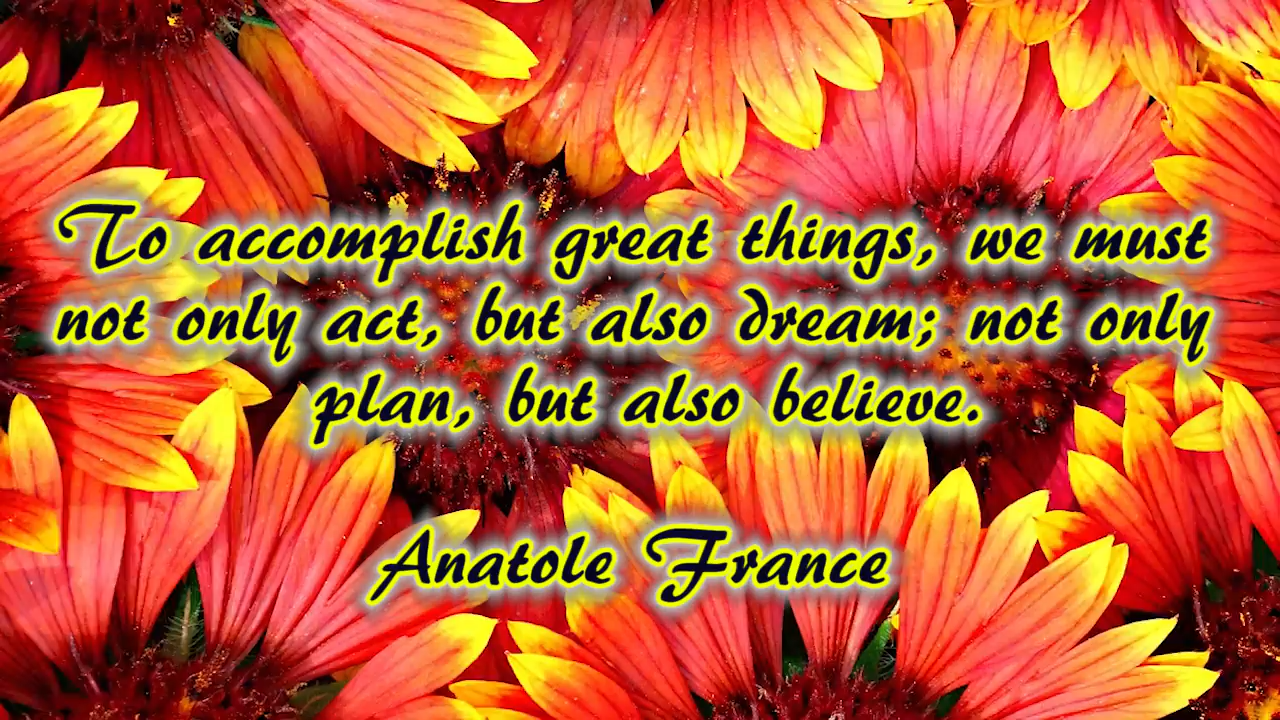 To accomplish great things, we must
not only act, but also dream; not only
plan, but also believe.
Anatole France